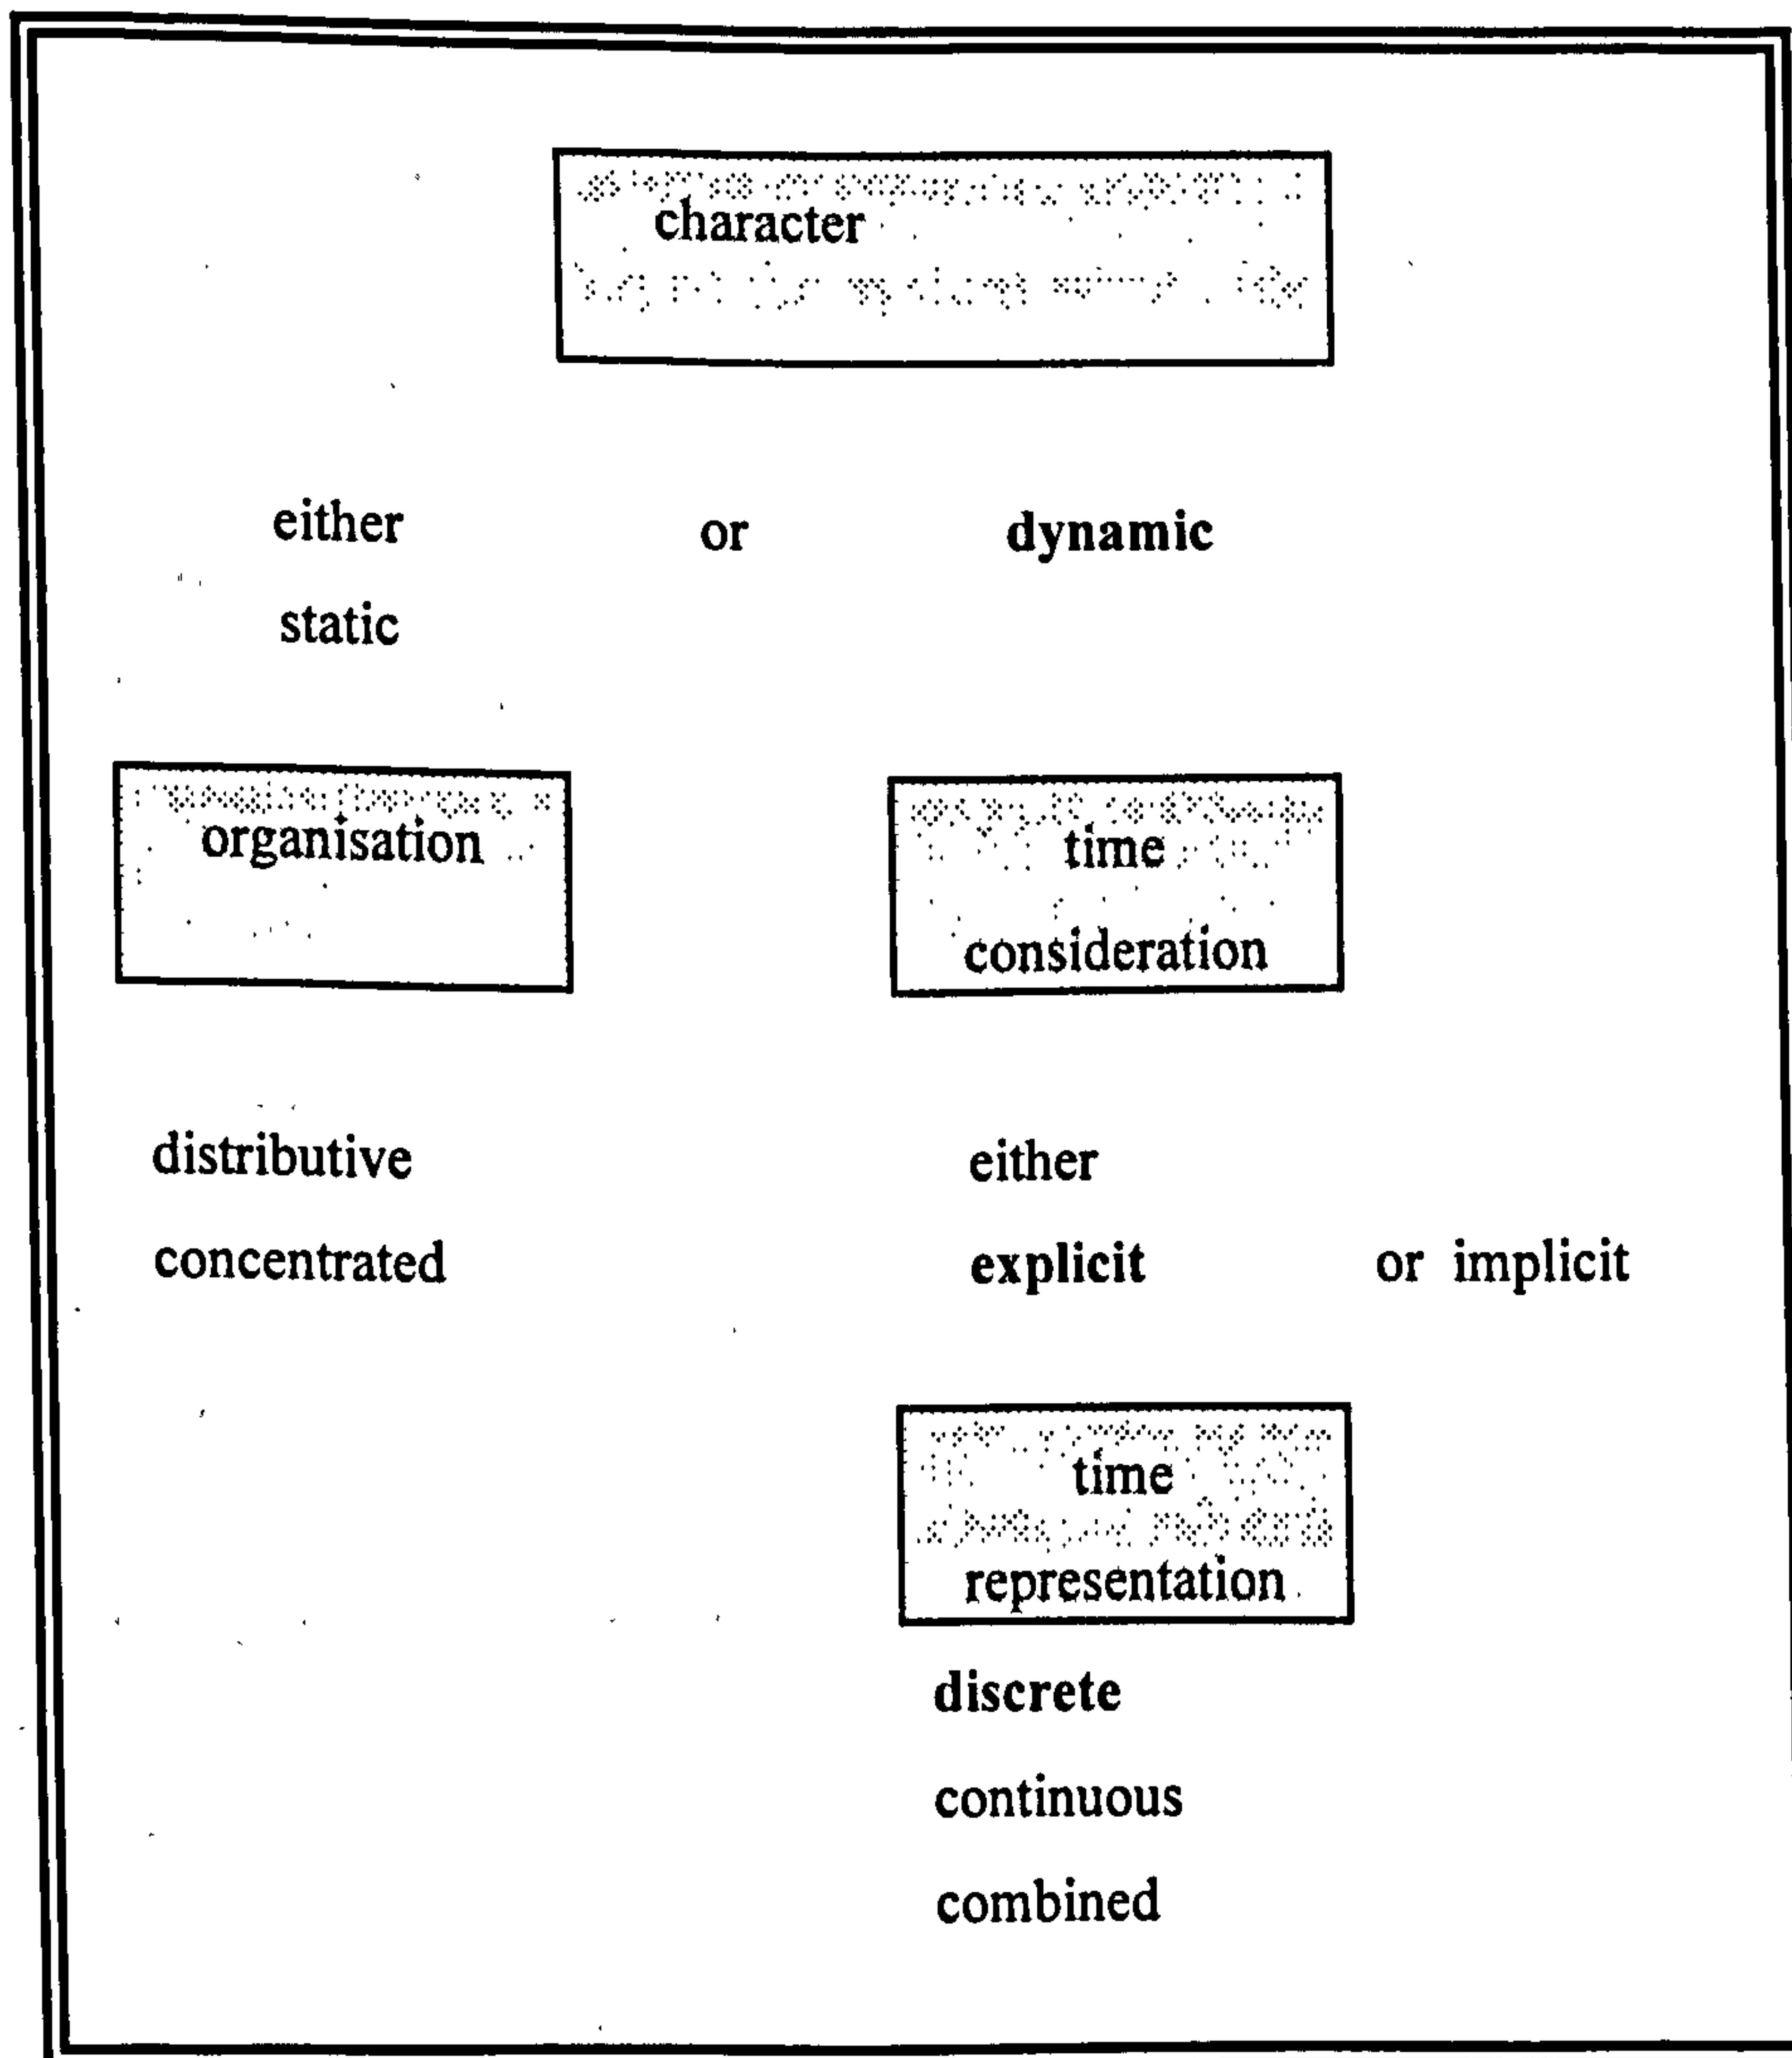 character
either or dynamic
static
organisation
time
consideration
distributive
concentrated
either
explicit or implicit
time
representation
discrete
continuous
combined